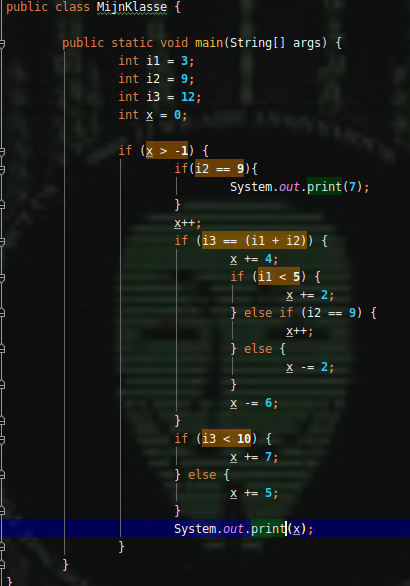 public class MijnKlasse {
public static void main(String[] args) {
int i1 = 3;
int i2 = 9;
int i3 = 12;
int x = 0;
if (x > -1) {
if(i2 == 9){
System.out.print(7);
}
x++;
if (i3 == (i1 + i2)) {
x += 4;
if (i1 < 5) {
x += 2;
} else if (i2 == 9) {
x++;
} else {
x -= 2;
}
x -= 6;
}
if (i3 < 10) {
x += 7;
} else {
x += 5;
}
System.out.print(x);
}
}
}